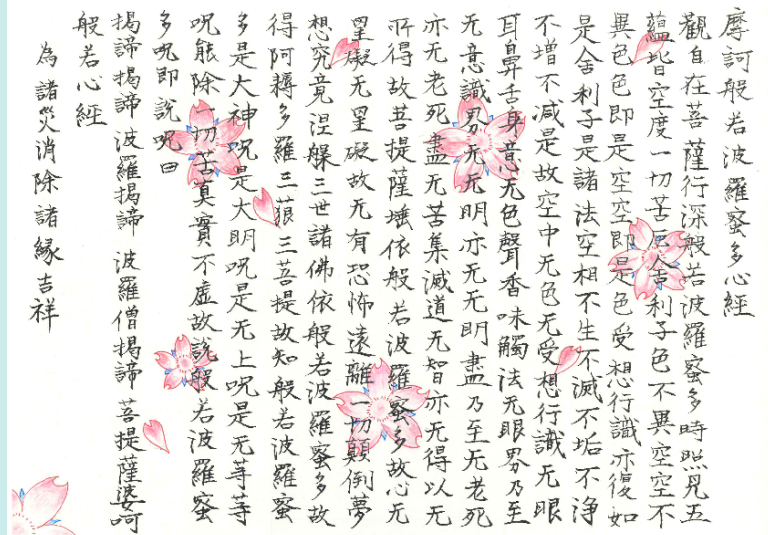 摩訶般若波羅蜜多心經
觀自在菩薩行深般若波羅蜜多時照見五
蘊皆空度一切苦厄舍利子色不異空空不
異色色即是空空即是色受想行識亦復如
是舍利子是諸法空相不生不滅不垢不浄
不增不減是故空中无色无受想行識无眼
耳鼻舌身意无色聲香味觸法无眼界乃至
无意識界无无明亦无无明盡乃至无老死
亦无老死盡无苦集滅道无智亦无得以无
所得故菩提薩埵依般若波羅蜜多故心无
罣礙无罣礙故无有恐怖遠離一切顛倒夢
想究竟涅槃三世諸佛依般若波羅蜜多故
得阿耨多羅三藐三菩提故知般若波羅蜜
多是大神呪是大明呪是无上呪是无等等
呪能除一切苦真實不虛故説般若波羅蜜
多呪即説呪曰
揭諦揭諦波羅揭諦波羅僧揭諦菩提薩婆呵
般若心經
為諸災消除諸緣吉祥